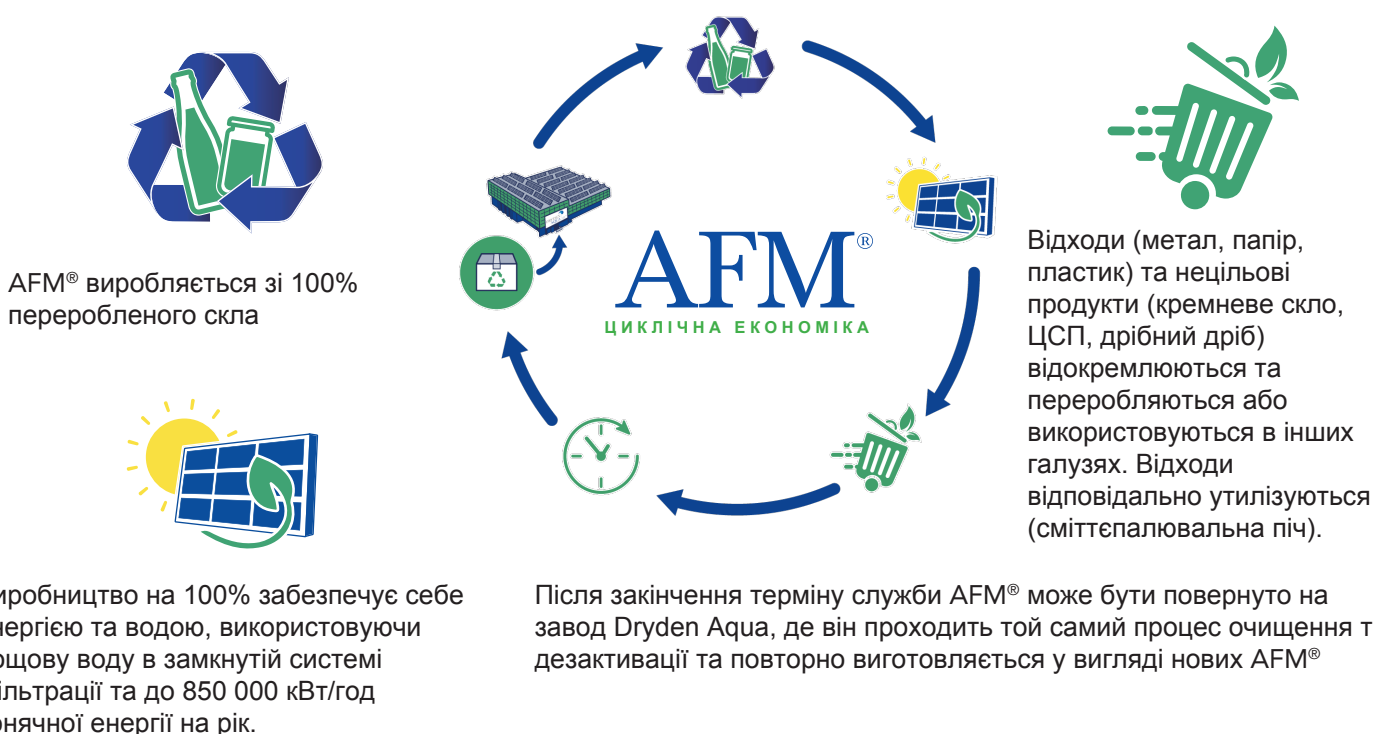 AFM® виробляється зі 100%
переробленого скла
AFM®
ЦИКЛІЧНА ЕКОНОМІКА
Відходи (метал, папір,
пластик) та нецільові
продукти (кремневе скло,
ЦСП, дрібний дріб)
відокремлюються та
переробляються або
використовуються в інших
галузях. Відходи
відповідально утилізуються
(сміттєпалювальна піч).
иробництво на 100% забезпечує себе
нергією та водою, використовуючи
ощову воду в замкнутій системі
ільтрації та до 850 000 кВт/год
онячної енергії на рік.
Після закінчення терміну служби AFM® може бути повернуто на
завод Dryden Aqua, де він проходить той самий процес очищення т
дезактивації та повторно виготовляється у вигляді нових AFM®